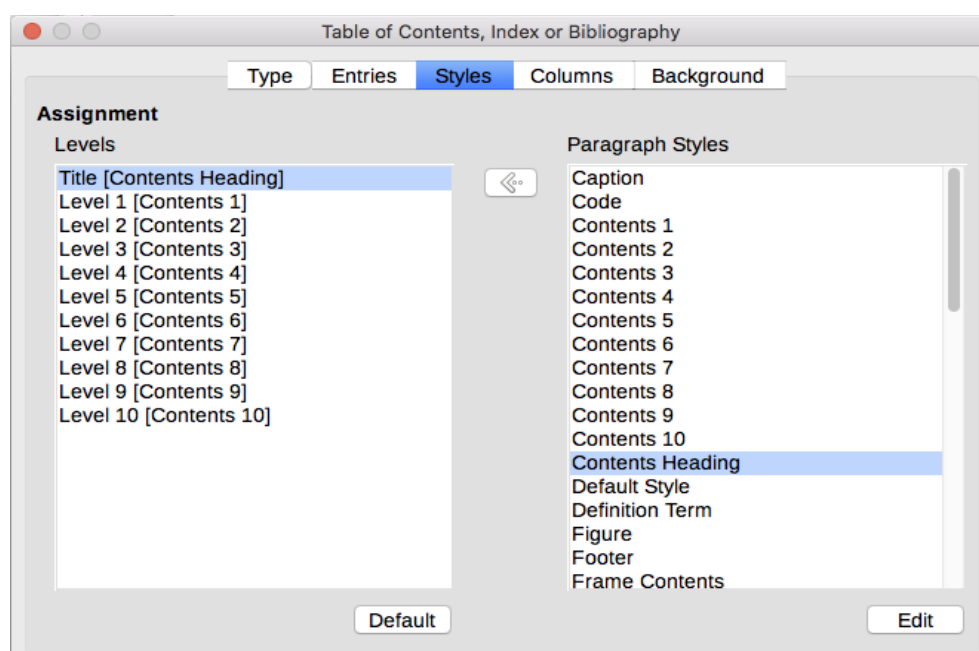 Table of Contents, Index or Bibliography
Type Entries Styles Columns Background
Assignment
Levels
Title [Contents Heading]
Level 1 [Contents 1]
Level 2 [Contents 2]
Level 3 [Contents 3]
Level 4 [Contents 4]
Level 5 [Contents 5]
Level 6 [Contents 6]
Level 7 [Contents 7]
Level 8 [Contents 8]
Level 9 [Contents 9]
Level 10 [Contents 10]
Default
Paragraph Styles
Caption
Code
Contents 1
Contents 2
Contents 3
Contents 4
Contents 5
Contents 6
Contents 7
Contents 8
Contents 9
Contents 10
Contents Heading
Default Style
Definition Term
Figure
Footer
Frame Contents
Edit